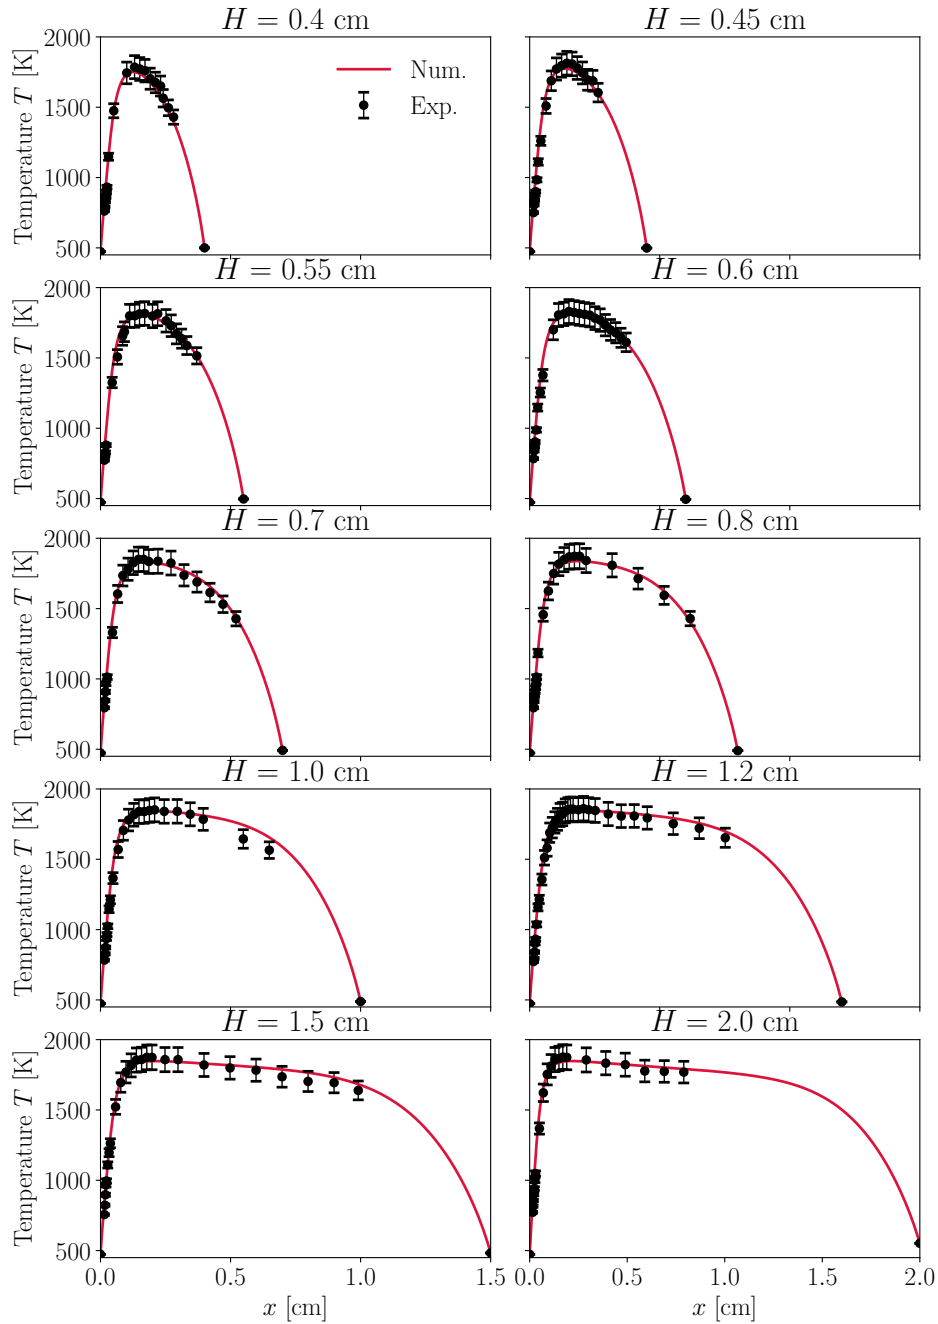 H = 0.4 cm
H = 0.45 cm
2000
1500
1000
500
Temperature T [K]
Num.
Exp.
H = 0.55 cm
H = 0.6 cm
2000
1500
1000
500
Temperature T [K]
H = 0.7 cm
H = 0.8 cm
2000
1500
1000
500
Temperature T [K]
H = 1.0 cm
H = 1.2 cm
2000
1500
1000
500
Temperature T [K]
H = 1.5 cm
H = 2.0 cm
2000
1500
1000
500
Temperature T [K]
0.0 0.5 1.0 1.5
0.0 0.5 1.0 1.5 2.0
x [cm]
x [cm]